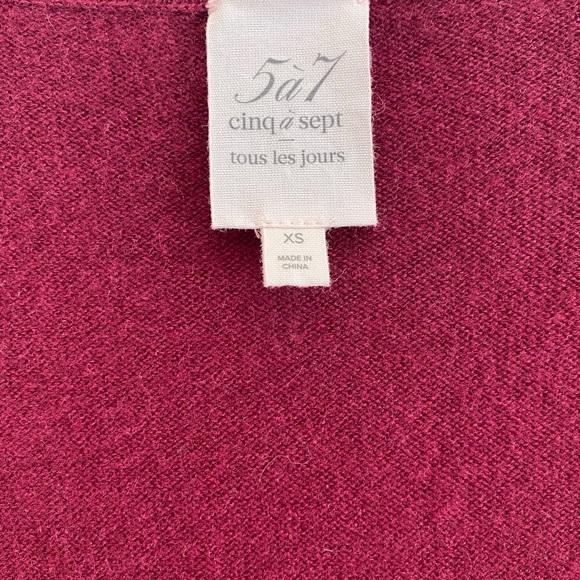 5à7
cinq à sept
tous les jours
XS
MADE IN
CHINA